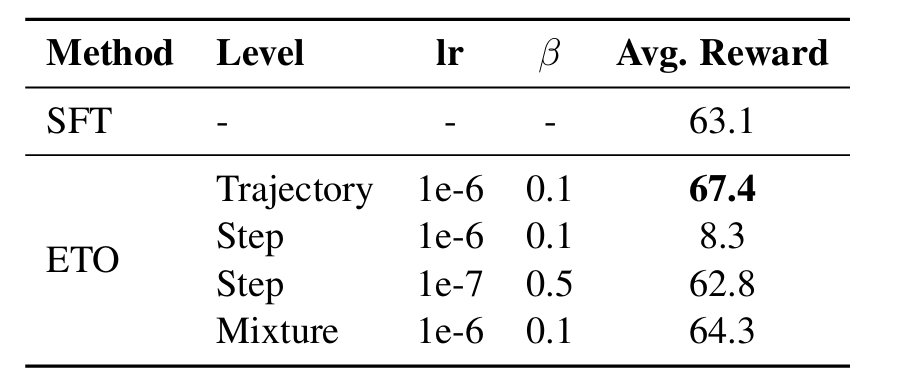 Method Level lr β Avg. Reward
SFT - - - 63.1
Trajectory 1e-6 0.1 67.4
Step 1e-6 0.1 8.3
ETO
Step 1e-7 0.5 62.8
Mixture 1e-6 0.1 64.3